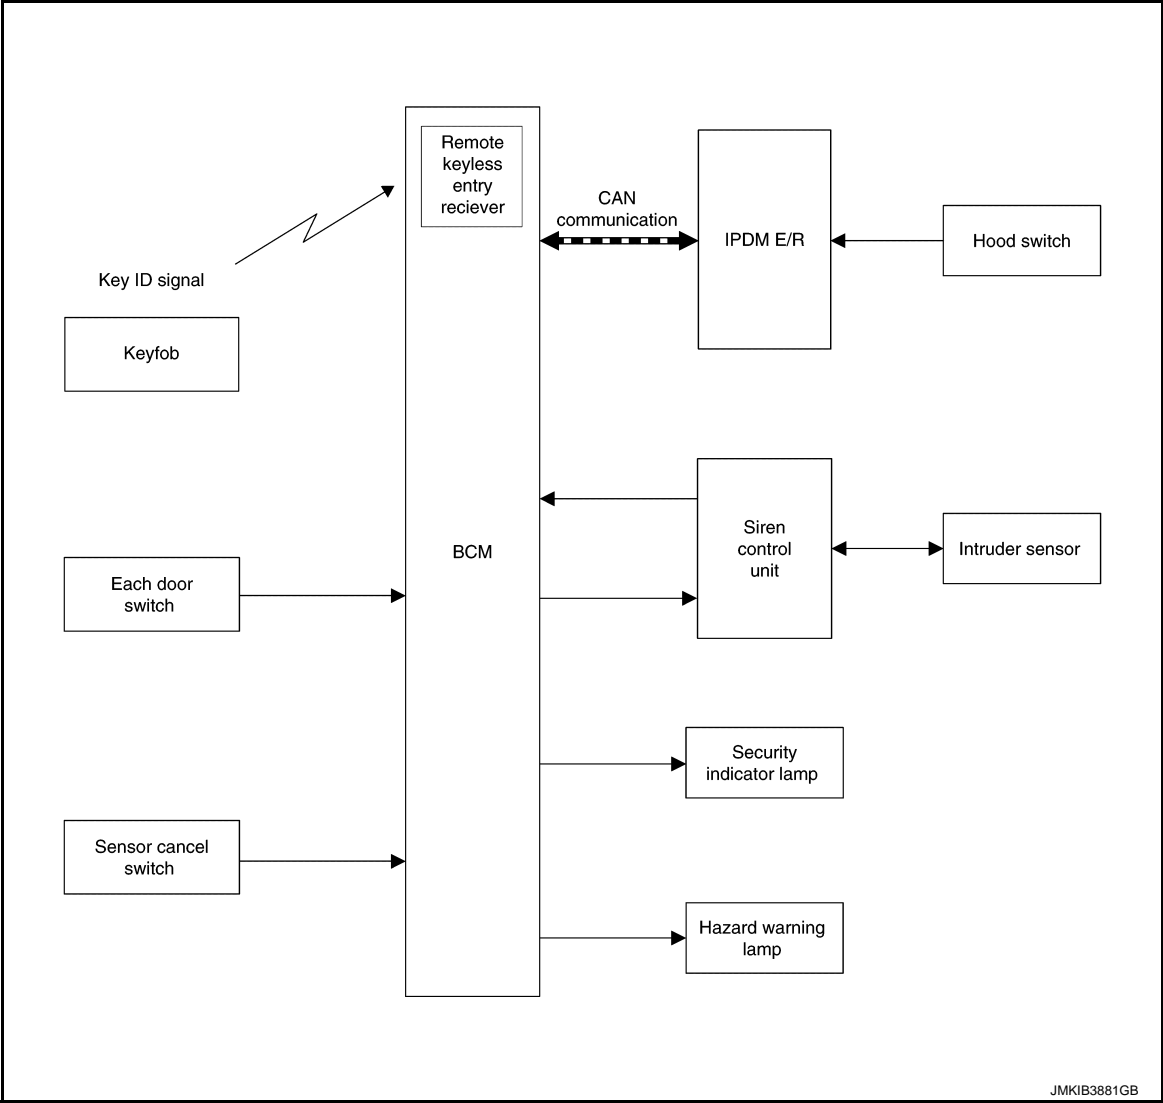 Remote
keyless
entry
reciever
CAN
communication
IPDM E/R
Hood switch
Key ID signal
Keyfob
BCM
Siren
control
unit
Intruder sensor
Each door
switch
Security
indicator lamp
Sensor cancel
switch
Hazard warning
lamp
JMKIB3881GB